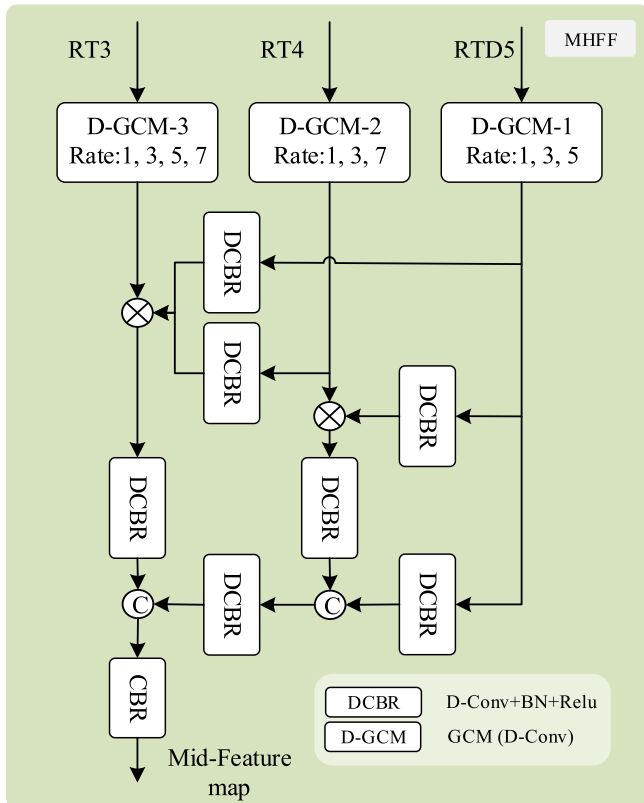 MHFF
RT3
RT4
RTD5
D-GCM-3
Rate:1, 3, 5, 7
D-GCM-2
Rate:1, 3, 7
D-GCM-1
Rate:1, 3, 5
DCBR
DCBR
DCBR
DCBR
DCBR
DCBR
DCBR
C
C
CBR
DCBR
D-Conv+BN+Relu
D-GCM
GCM (D-Conv)
Mid-Feature
map